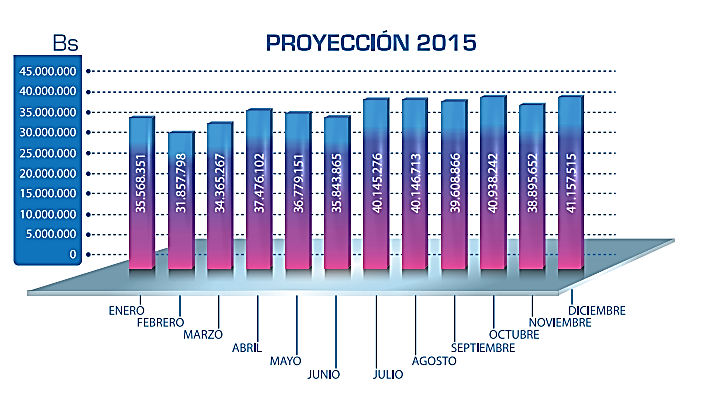 Bs
PROYECCIÓN 2015
45.000.000
40.000.000
35.000.000
30.000.000
25.000.000
20.000.000
15.000.000
10.000.000
5.000.000
0
35.568.351
31.857.798
34.365.267
37.476.102
36.779.151
35.843.865
40.145.276
40.146.713
39.608.866
40.938.242
38.895.652
41.157.515
ENERO
FEBRERO
MARZO
ABRIL
MAYO
JUNIO
JULIO
AGOSTO
SEPTIEMBRE
OCTUBRE
NOVIEMBRE
DICIEMBRE